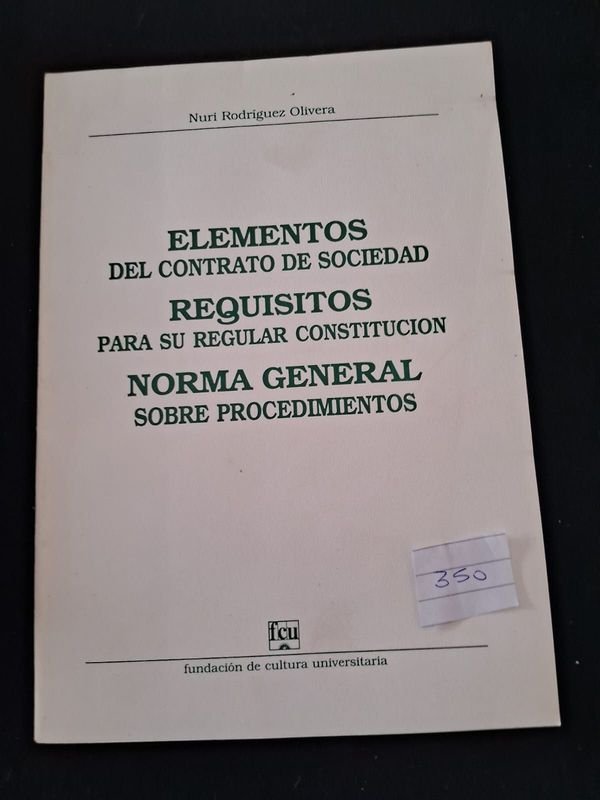 Nuri Rodríguez Olivera
ELEMENTOS
DEL CONTRATO DE SOCIEDAD
REQUISITOS
PARA SU REGULAR CONSTITUCION
NORMA GENERAL
SOBRE PROCEDIMIENTOS
350
fcu
fundación de cultura universitaria